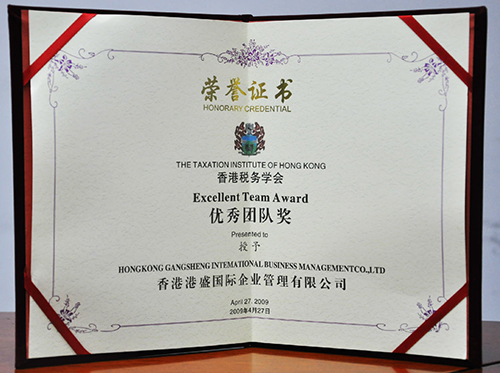 荣誉证书
HONORARY CREDENTIAL
THE TAXATION INSTITUTE OF HONG KONG
香港税务学会
Excellent Team Award
优秀团队奖
Presented to
授予
HONGKONG GANGSHENG INTEMATIONAL BUSINESS MANAGEMENTCO.,LTD
香港港盛国际企业管理有限公司
April 27, 2009
2009年4月27日